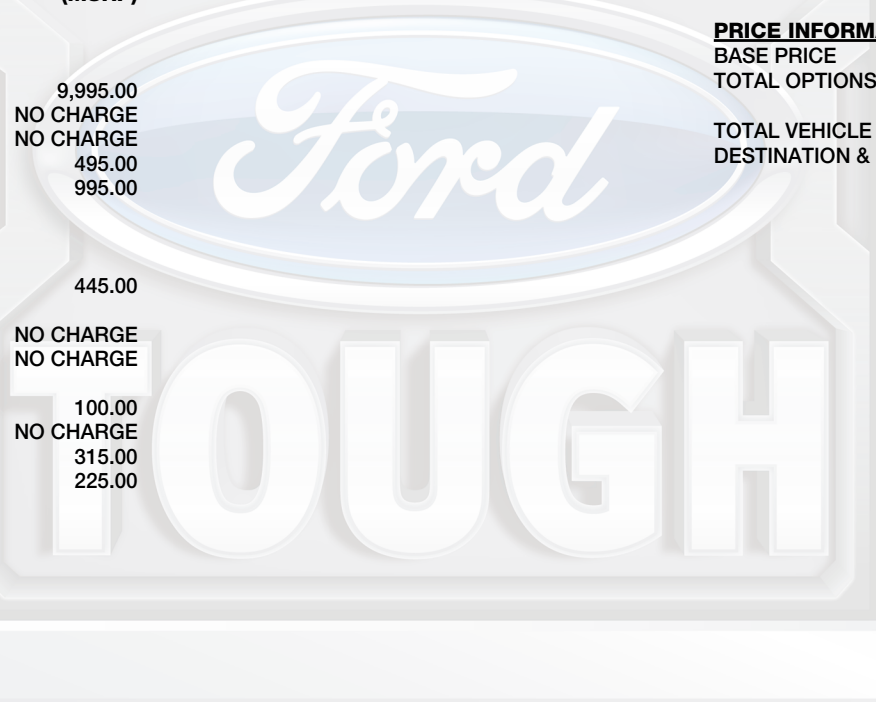 (MSRP)
9,995.00
NO CHARGE
NO CHARGE
495.00
995.00
445.00
NO CHARGE
NO CHARGE
100.00
NO CHARGE
315.00
225.00
PRICE INFORM
BASE PRICE
TOTAL OPTIONS
TOTAL VEHICLE
DESTINATION &
Ford
TOUGH